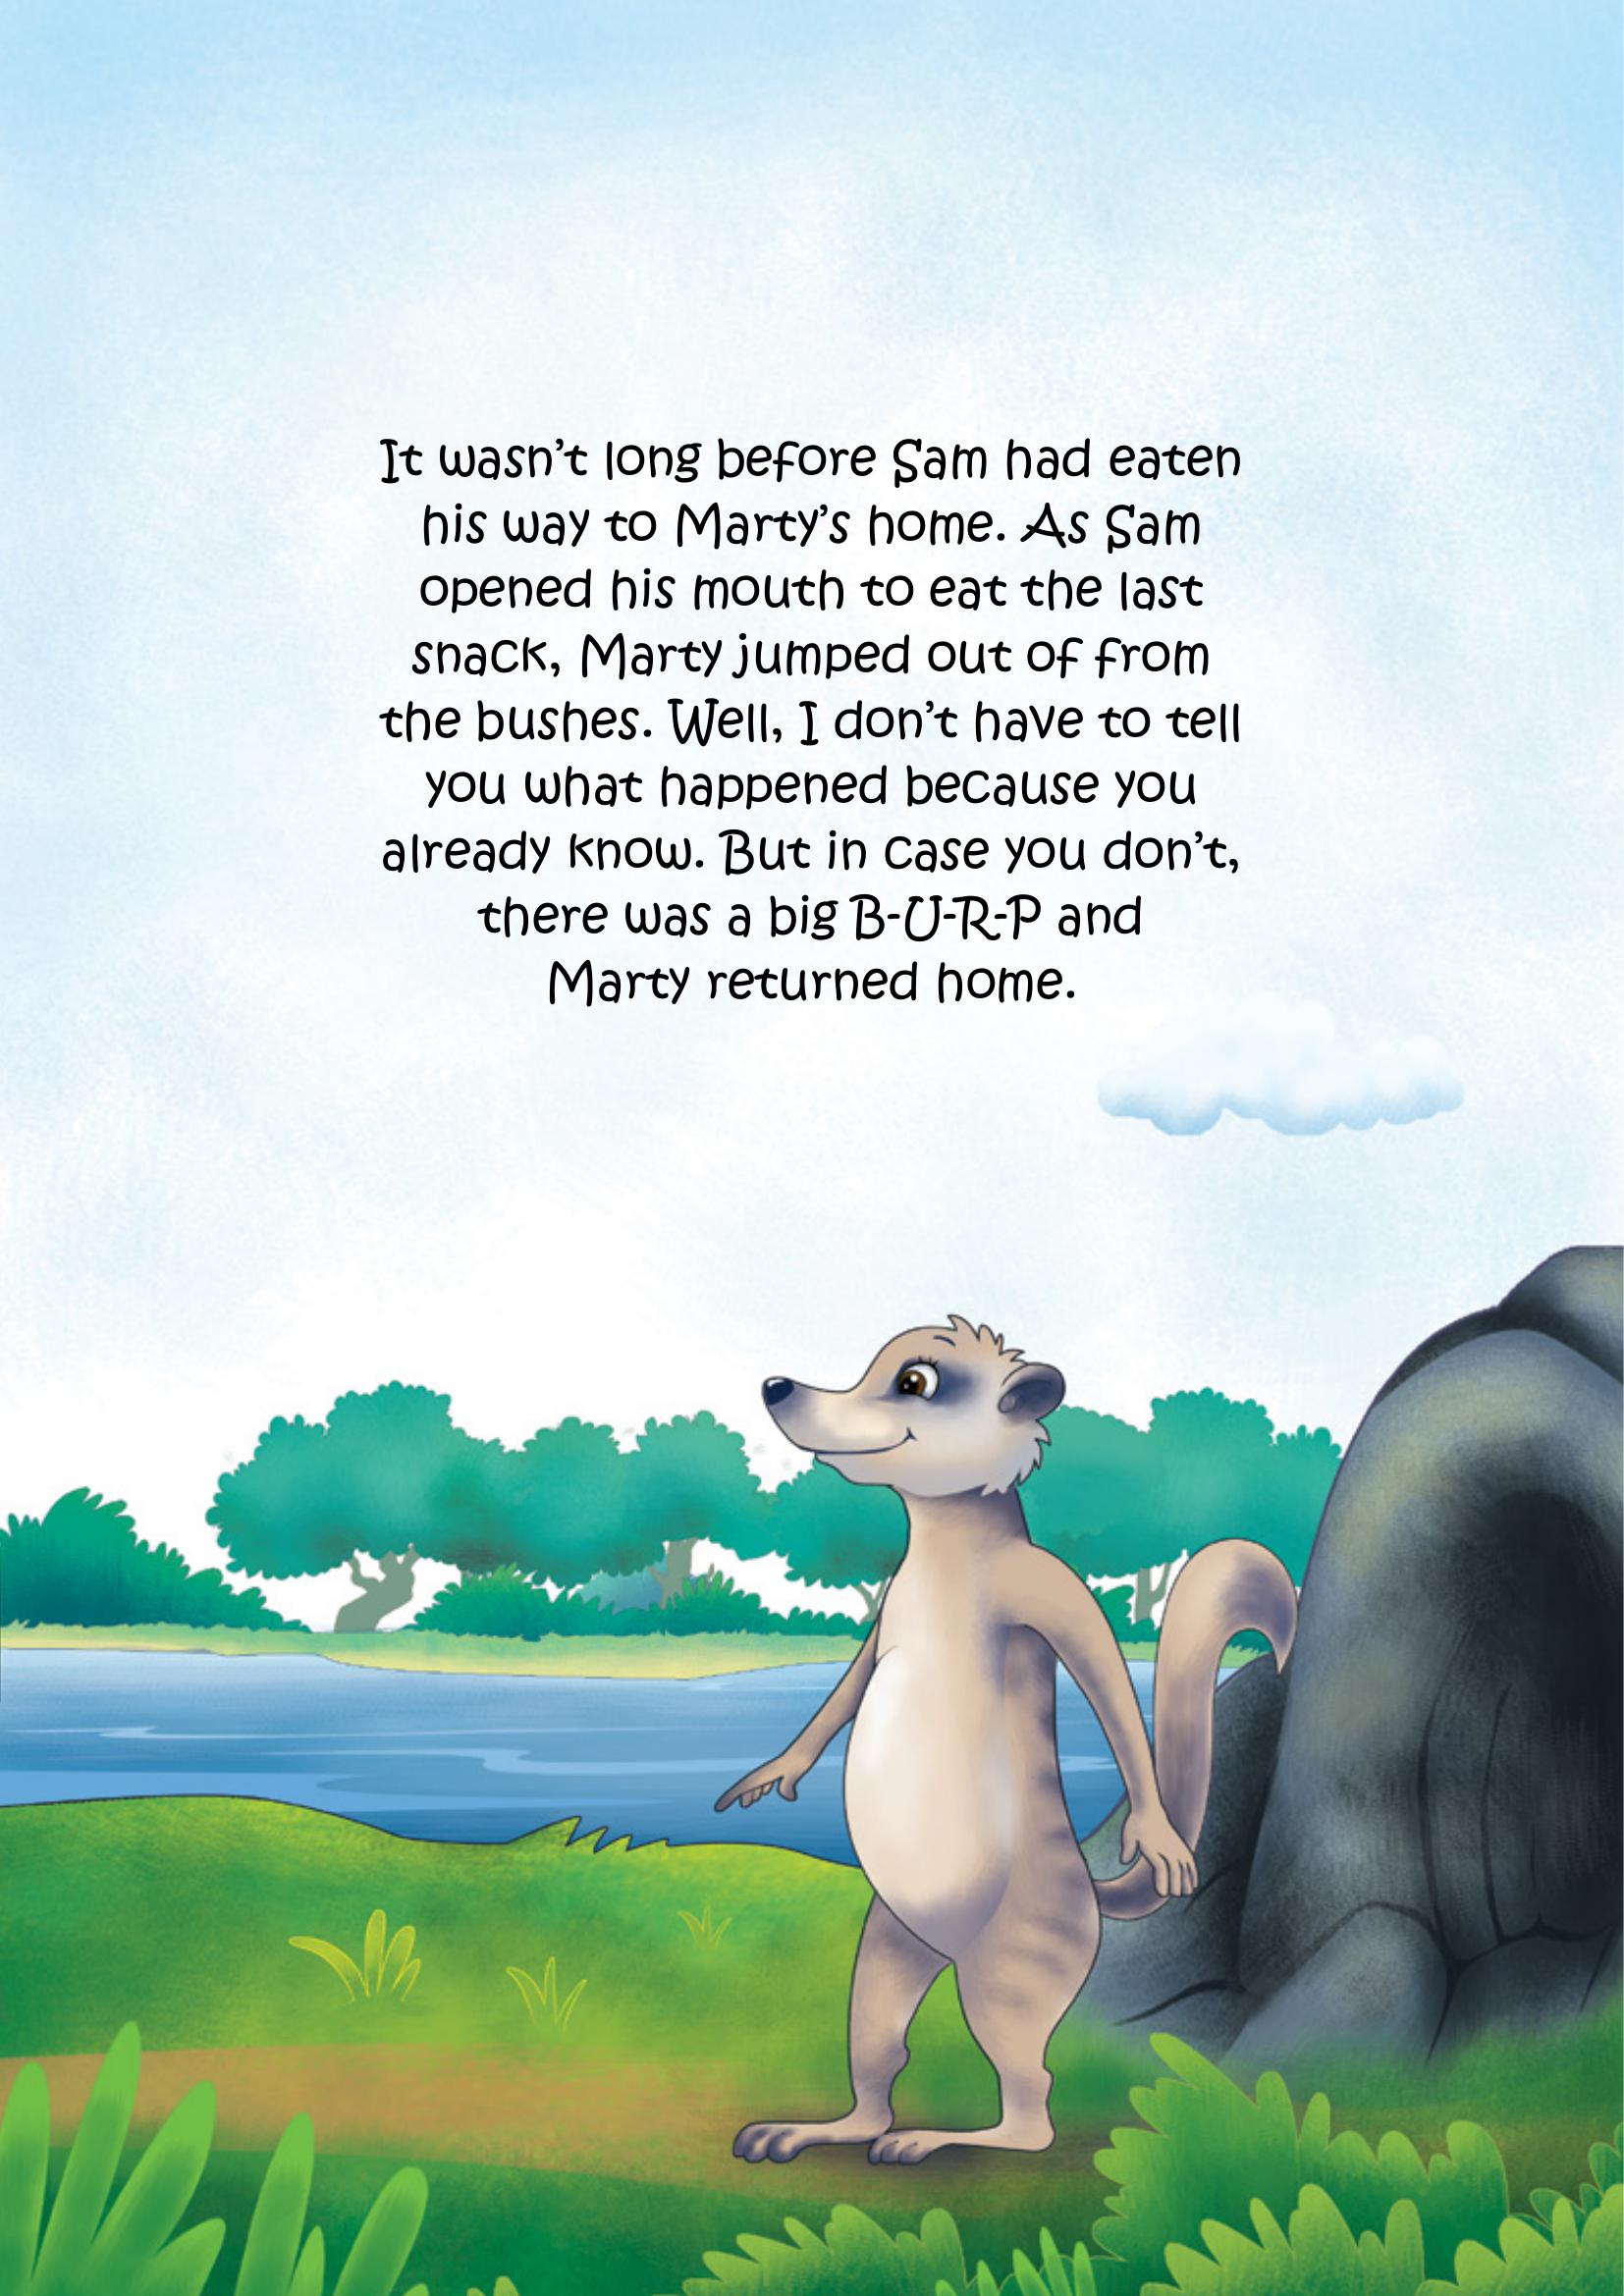 It wasn’t long before Sam had eaten
his way to Marty’s home. As Sam
opened his mouth to eat the last
snack, Marty jumped out of from
the bushes. Well, I don’t have to tell
you what happened because you
already know. But in case you don’t,
there was a big B-U-R-P and
Marty returned home.